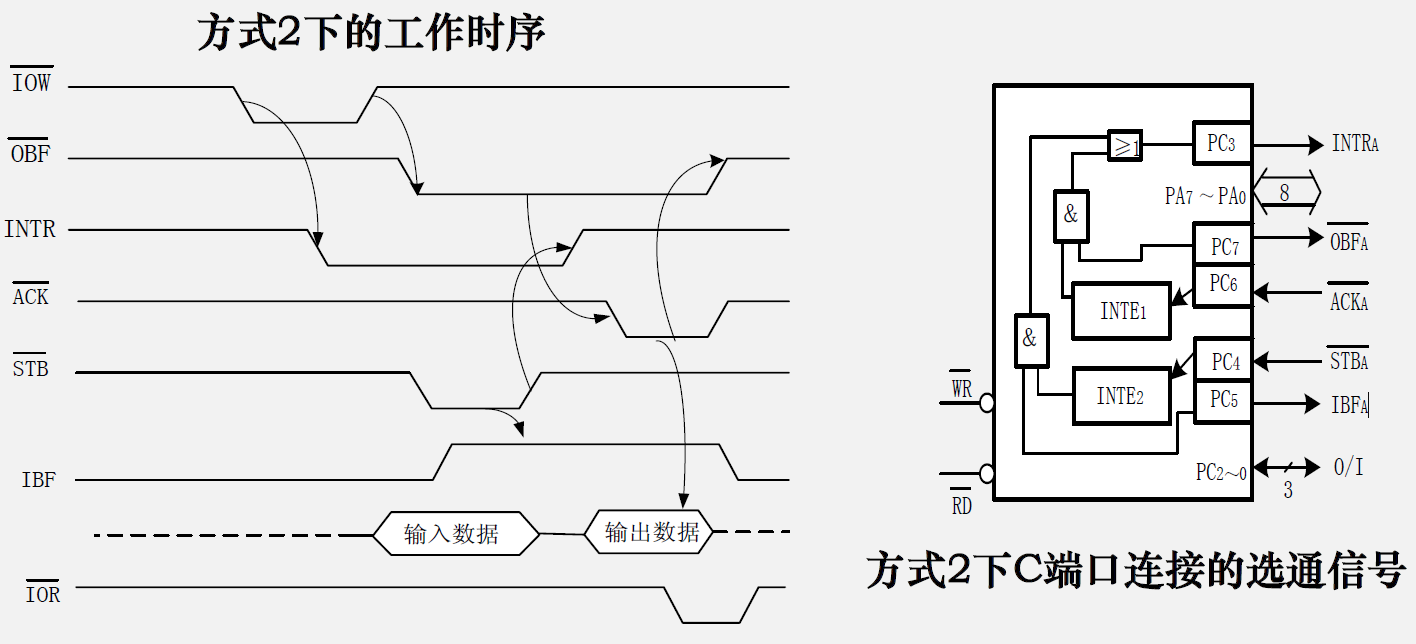 方式2下的工作时序
IOW
OBF
INTR
ACK
STB
IBF
输入数据
输出数据
IOR
≥1
PC3
INTRA
PA7～PA0
8
&
PC7
OBFA
PC6
ACKA
INTE1
&
PC4
STBA
INTE2
PC5
IBFA
WR
PC2～0
O/I
3
RD
方式2下C端口连接的选通信号